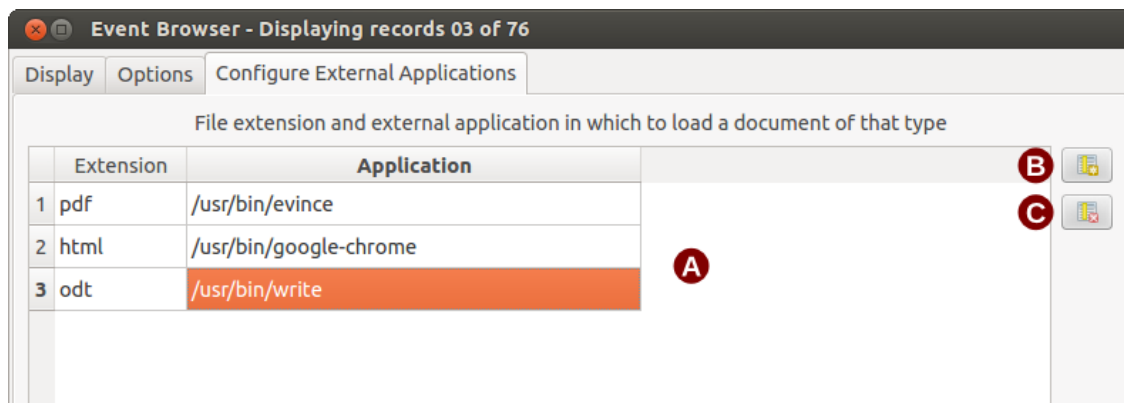 Event Browser - Displaying records 03 of 76
Display Options Configure External Applications
File extension and external application in which to load a document of that type
Extension Application B
1 pdf /usr/bin/evince C
2 html /usr/bin/google-chrome
A
3 odt /usr/bin/write